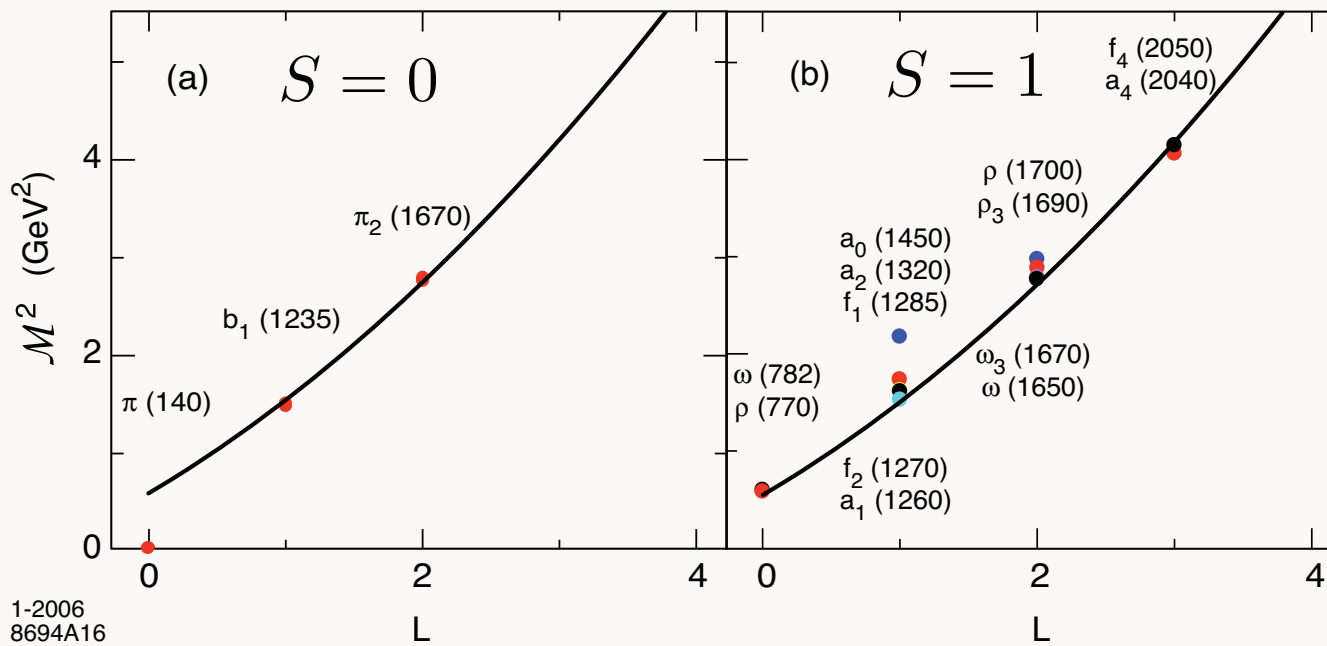 (a) S = 0
π (140)
b₁ (1235)
π₂ (1670)
(b) S = 1
f₄ (2050)
a₄ (2040)
ρ (1700)
ρ₃ (1690)
a₀ (1450)
a₂ (1320)
f₁ (1285)
ω (782)
ρ (770)
ω₃ (1670)
ω (1650)
f₂ (1270)
a₁ (1260)
ℳ² (GeV²)
4
2
0
0 2 4
L
0 2 4
L
1-2006
8694A16